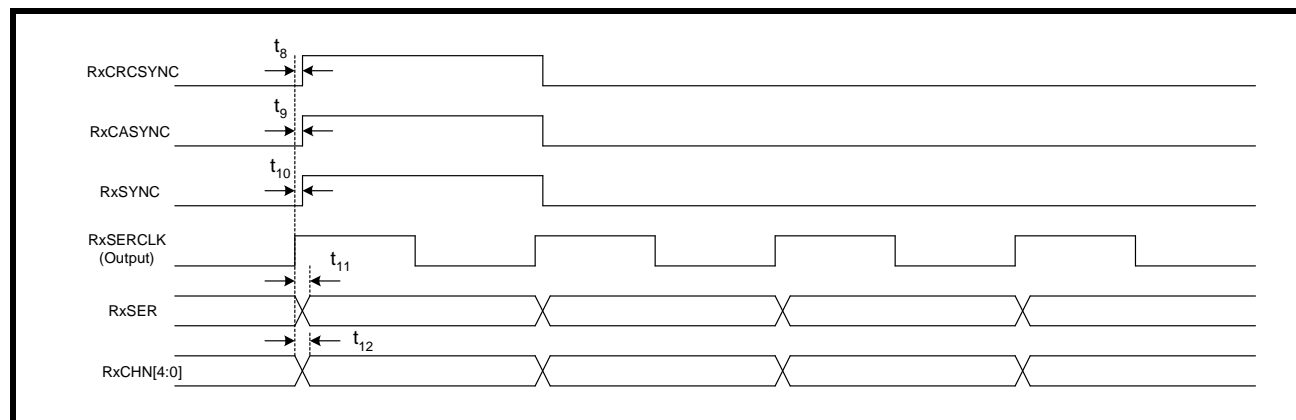 t8
RxCRCSYNC
t9
RxCASYNC
t10
RxSYNC
RxSERCLK
(Output)
t11
RxSER
t12
RxCHN[4:0]